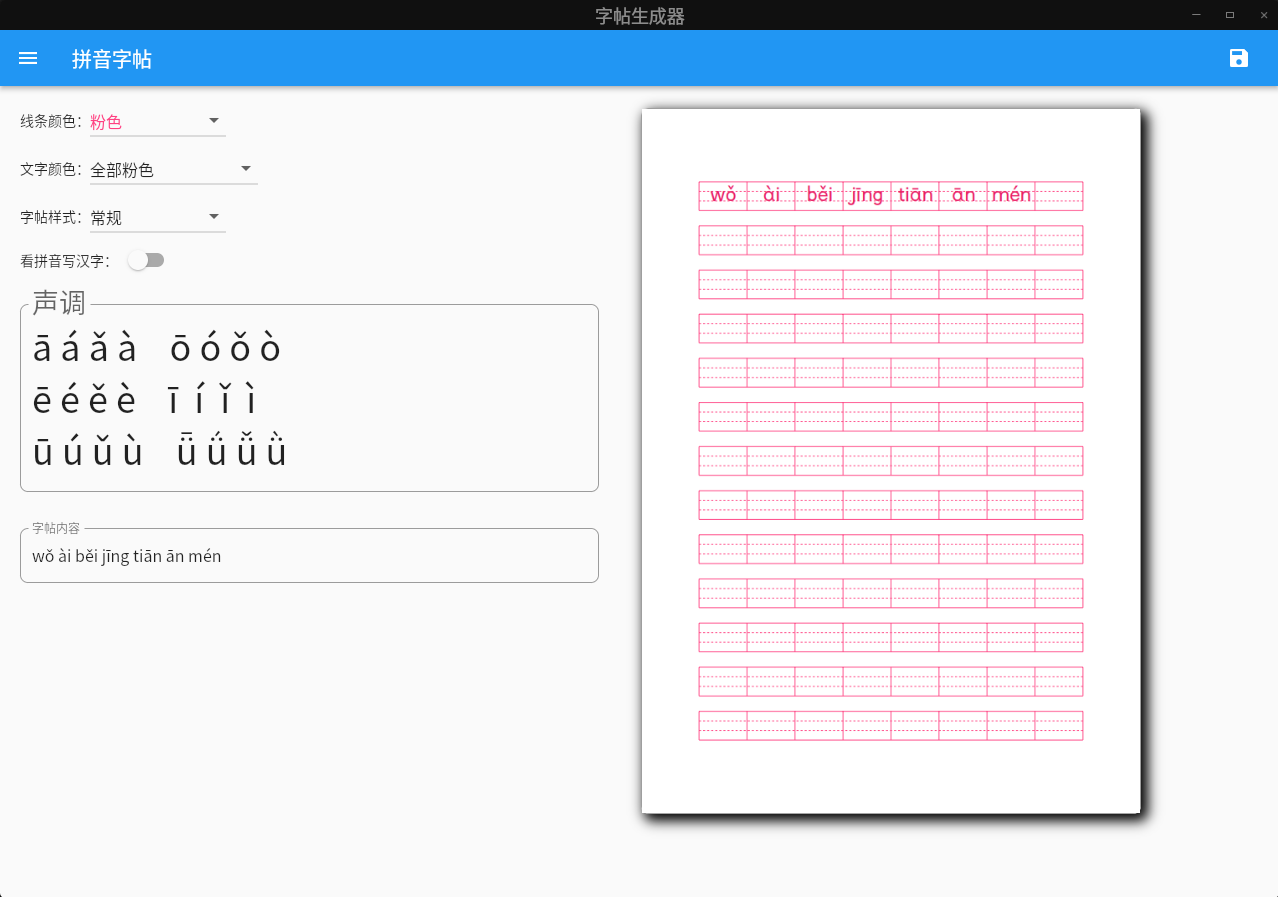 字帖生成器
拼音字帖
线条颜色: 粉色
文字颜色: 全部粉色
字帖样式: 常规
看拼音写汉字:
声调
ā á ǎ à ō ó ǒ ò
ē é ě è ī í ǐ ì
ū ú ǔ ù ǖ ǘ ǚ ǜ
字帖内容
wǒ ài běi jīng tiān ān mén
wǒ ài běi jīng tiān ān mén